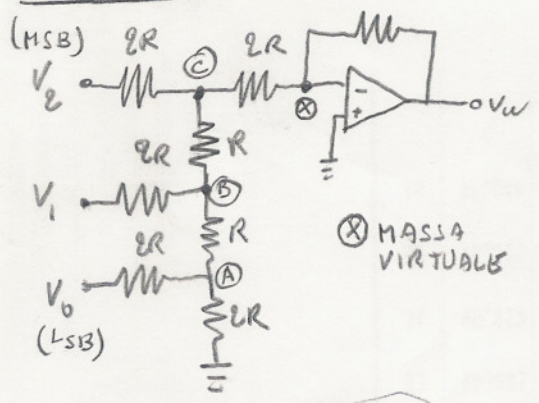 (MSB)
2R
2R
V2
C
X
-
+
Vu
2R
R
V1
B
2R
R
X MASSA
VIRTUALE
V0
A
(LSB)
2R